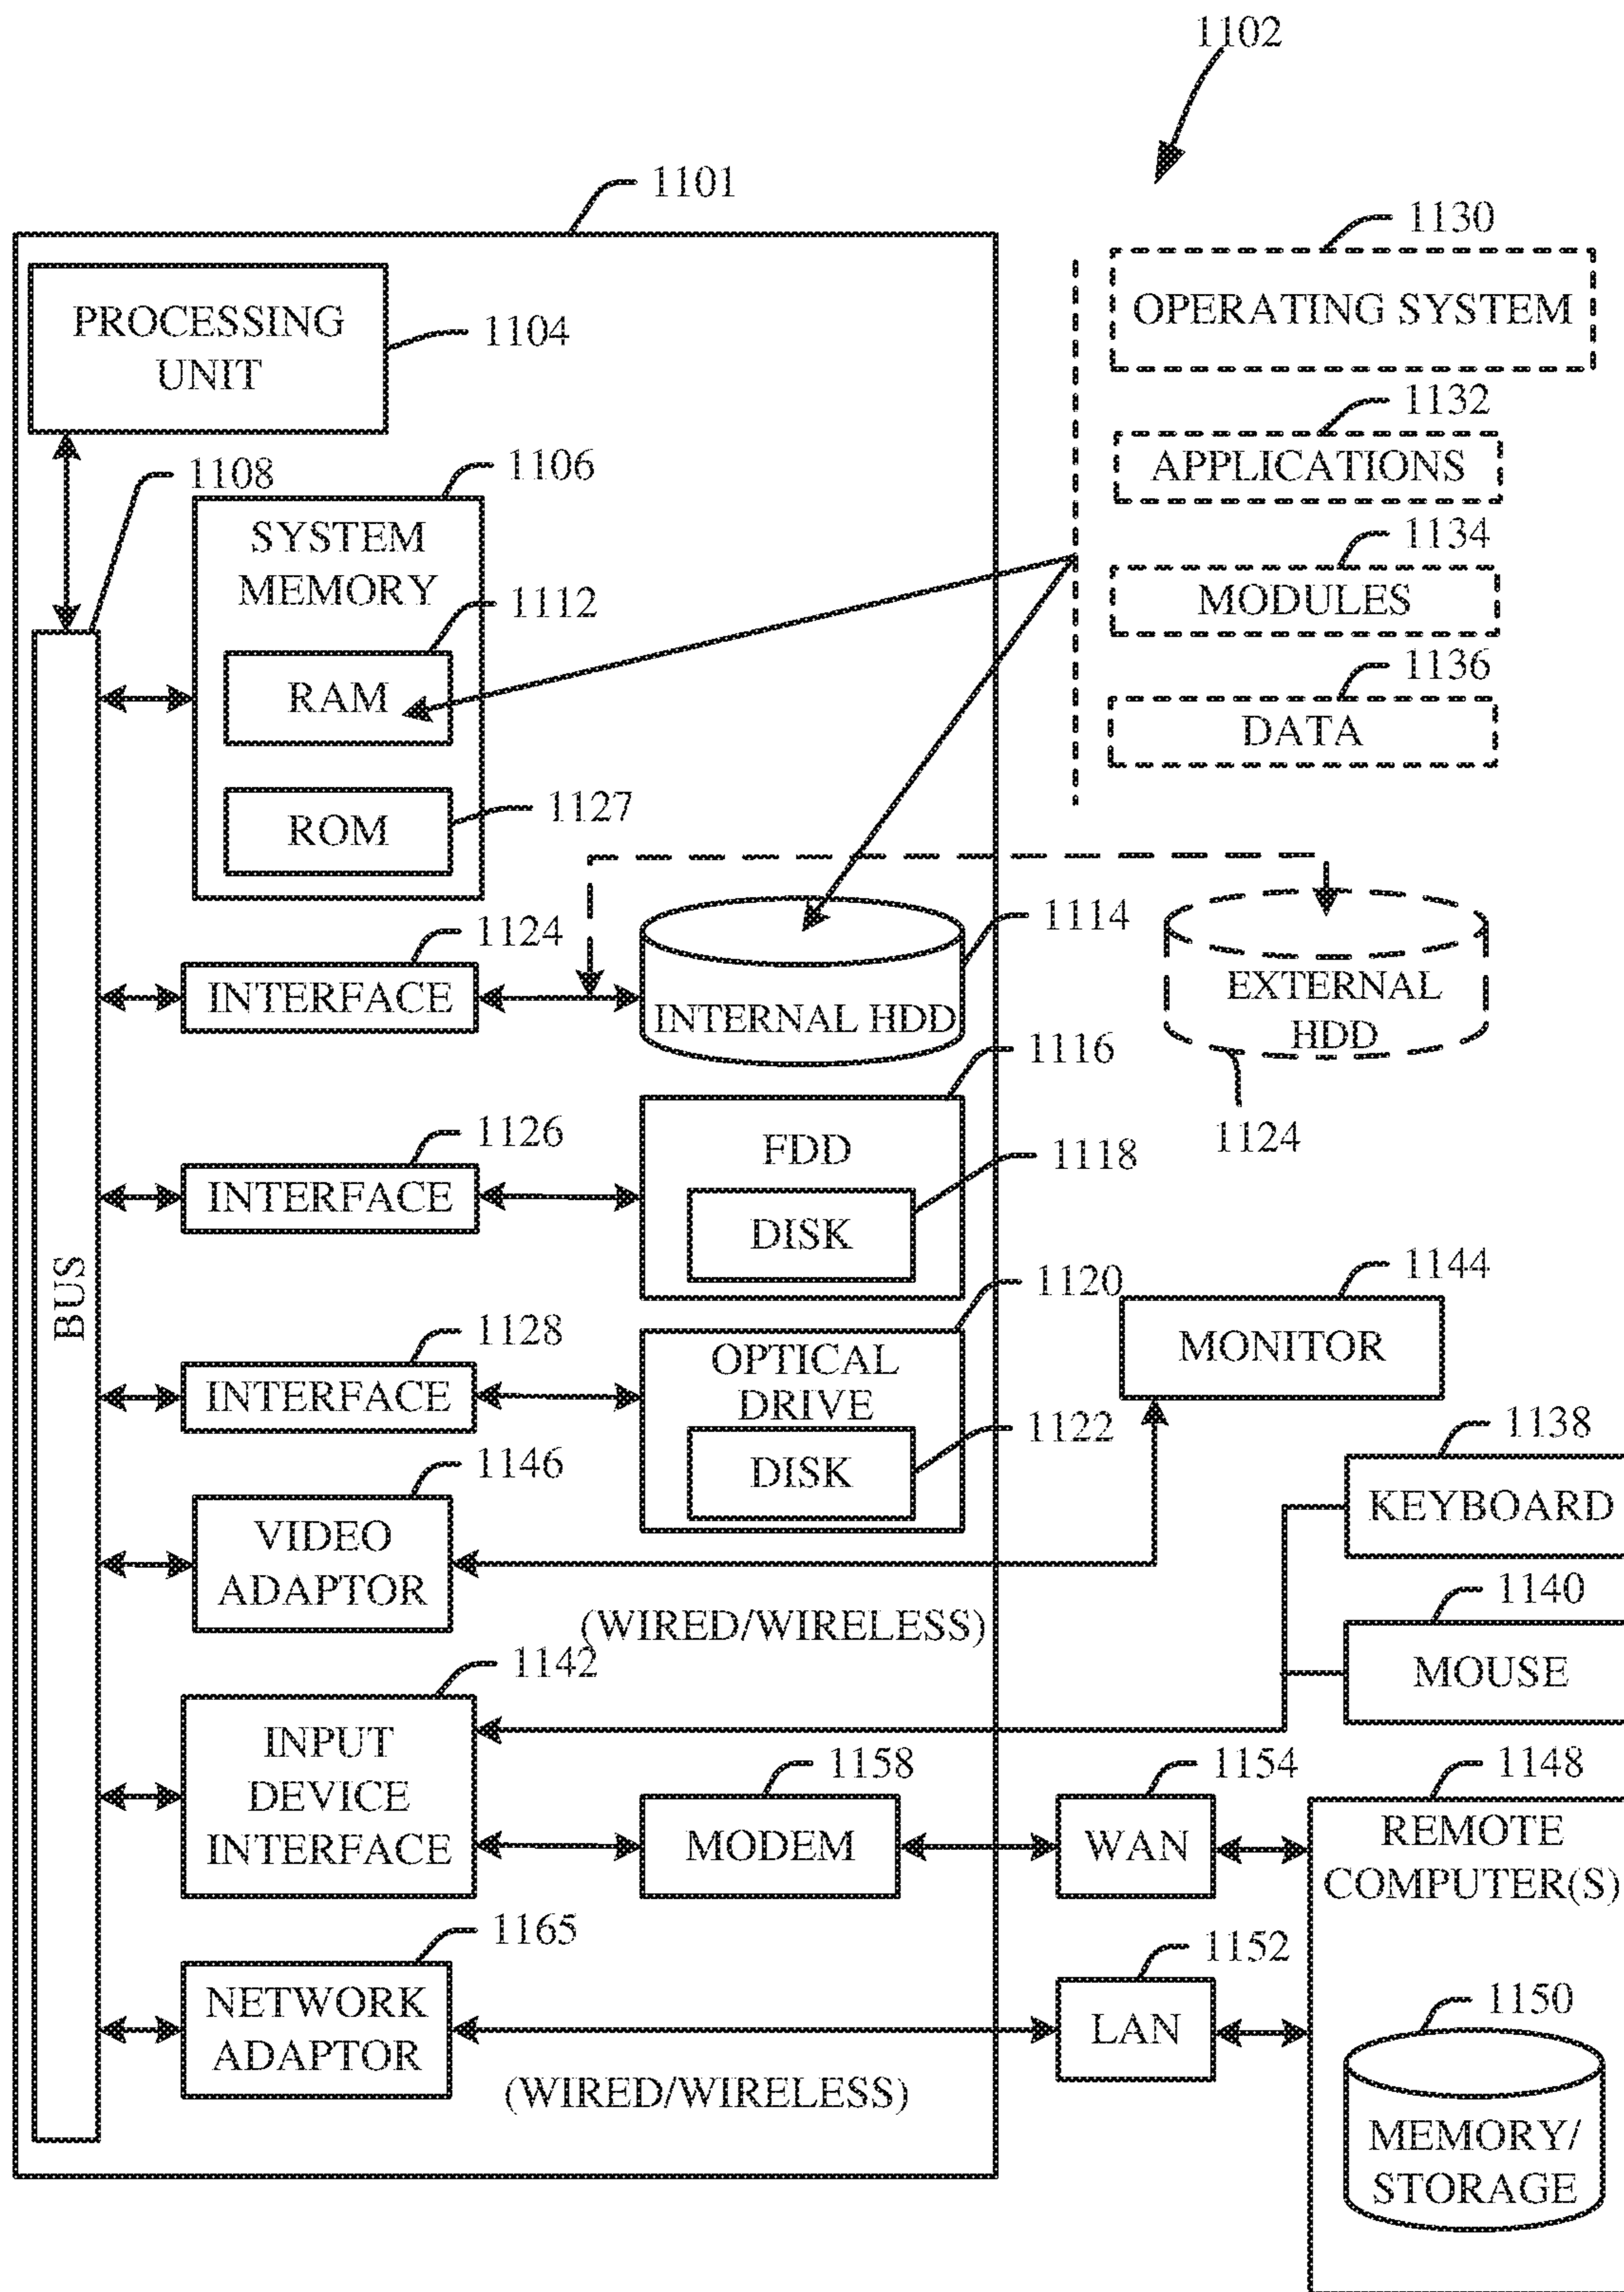 1102
1101
1130
OPERATING SYSTEM
PROCESSING
UNIT
1104
1132
APPLICATIONS
1108
1106
SYSTEM
MEMORY
1134
MODULES
1112
RAM
1136
DATA
ROM
1127
1124
INTERFACE
1114
INTERNAL HDD
EXTERNAL
HDD
1124
1116
FDD
1126
INTERFACE
1118
DISK
BUS
1120
OPTICAL
DRIVE
1144
MONITOR
1128
INTERFACE
1122
DISK
1138
KEYBOARD
1146
VIDEO
ADAPTOR
(WIRED/WIRELESS)
1140
MOUSE
1142
INPUT
DEVICE
INTERFACE
1158
MODEM
1154
WAN
1148
REMOTE
COMPUTER(S)
1165
NETWORK
ADAPTOR
(WIRED/WIRELESS)
1152
LAN
1150
MEMORY/
STORAGE